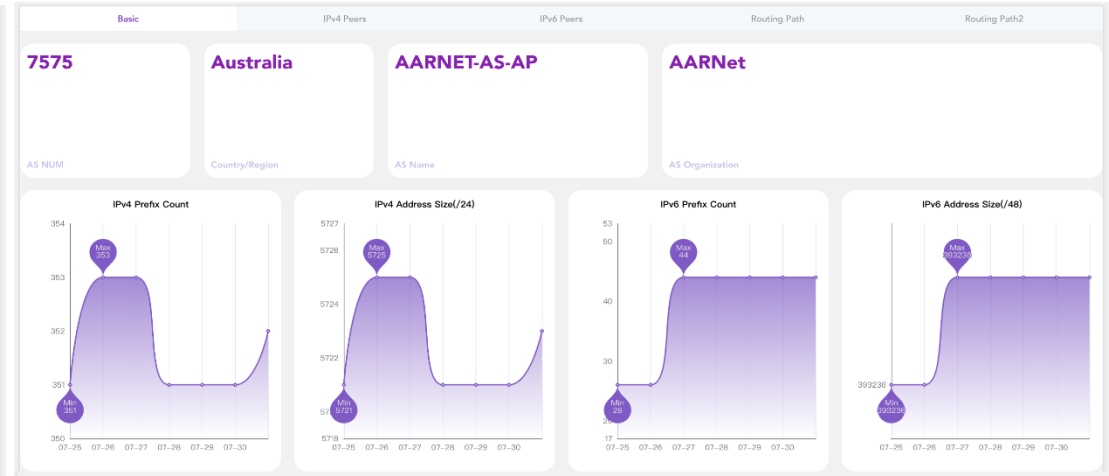 Basic
IPv4 Peers
IPv6 Peers
Routing Path
Routing Path2
7575
AS NUM
Australia
Country/Region
AARNET-AS-AP
AS Name
AARNet
AS Organization
IPv4 Prefix Count
354
353
352
351
350
Max
353
Min
351
07-25 07-26 07-27 07-28 07-29 07-30
IPv4 Address Size(/24)
5727
5726
5724
5722
5719
Max
5725
Min
5721
07-25 07-26 07-27 07-28 07-29 07-30
IPv6 Prefix Count
53
50
40
30
17
Max
44
Min
26
07-25 07-26 07-27 07-28 07-29 07-30
IPv6 Address Size(/48)
393236
Max
393236
Min
393236
07-25 07-26 07-27 07-28 07-29 07-30